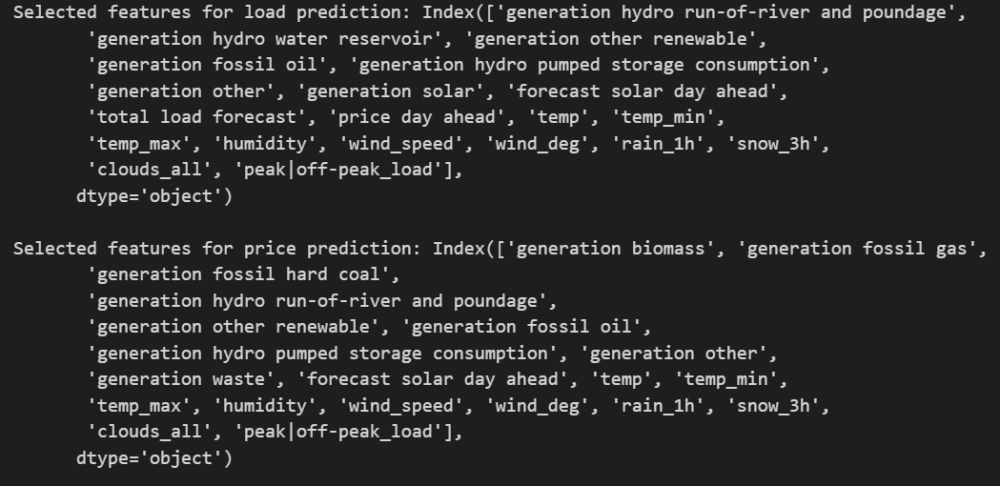 Selected features for load prediction: Index(['generation hydro run-of-river and poundage',
'generation hydro water reservoir', 'generation other renewable',
'generation fossil oil', 'generation hydro pumped storage consumption',
'generation other', 'generation solar', 'forecast solar day ahead',
'total load forecast', 'price day ahead', 'temp', 'temp_min',
'temp_max', 'humidity', 'wind_speed', 'wind_deg', 'rain_1h', 'snow_3h',
'clouds_all', 'peak|off-peak_load'],
dtype='object')
Selected features for price prediction: Index(['generation biomass', 'generation fossil gas',
'generation fossil hard coal',
'generation hydro run-of-river and poundage',
'generation other renewable', 'generation fossil oil',
'generation hydro pumped storage consumption', 'generation other',
'generation waste', 'forecast solar day ahead', 'temp', 'temp_min',
'temp_max', 'humidity', 'wind_speed', 'wind_deg', 'rain_1h', 'snow_3h',
'clouds_all', 'peak|off-peak_load'],
dtype='object')